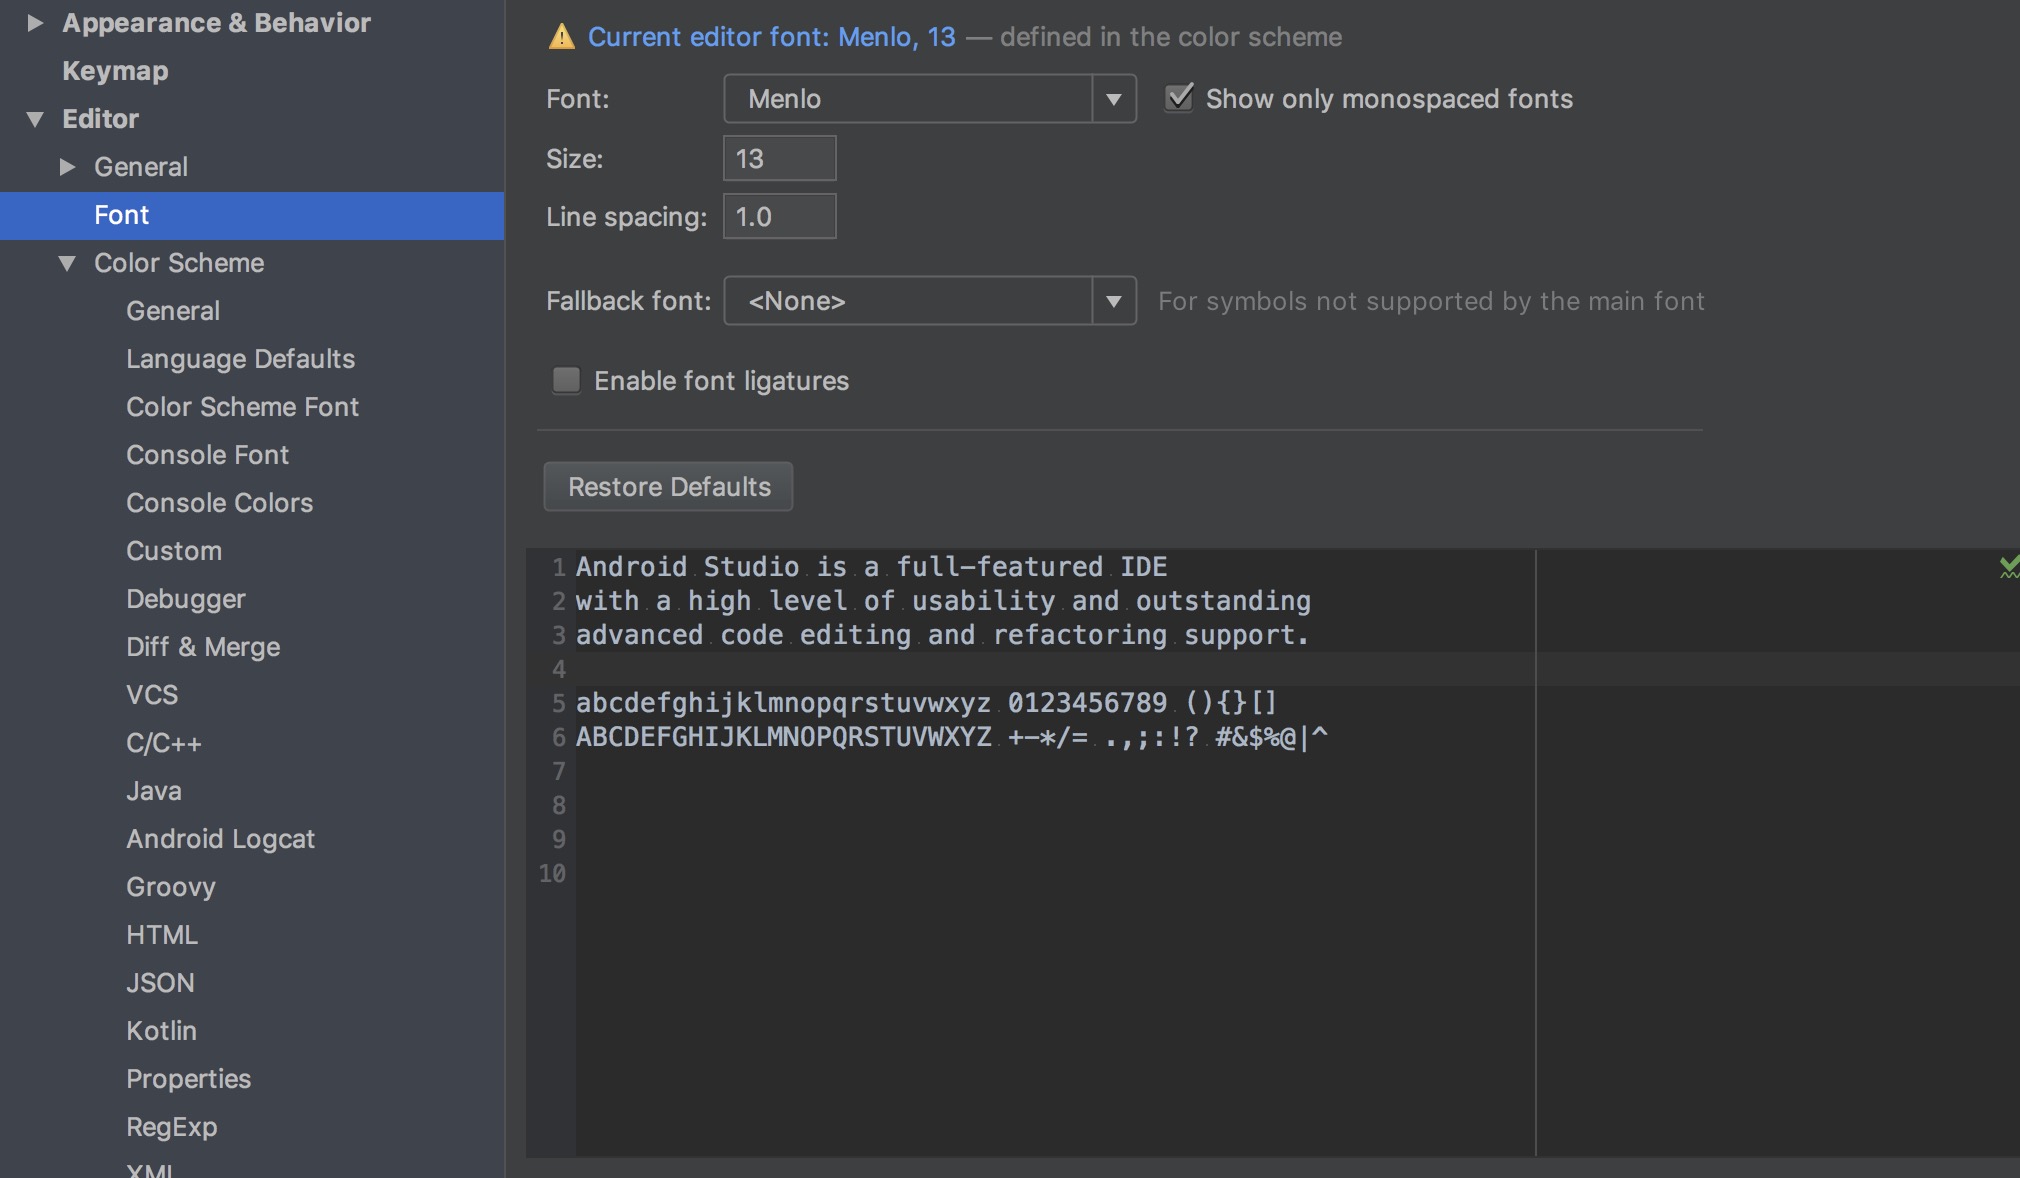 Appearance & Behavior
Keymap
Editor
General
Font
Color Scheme
General
Language Defaults
Color Scheme Font
Console Font
Console Colors
Custom
Debugger
Diff & Merge
VCS
C/C++
Java
Android Logcat
Groovy
HTML
JSON
Kotlin
Properties
RegExp
XML
Current editor font: Menlo, 13 — defined in the color scheme
Font: Menlo Show only monospaced fonts
Size: 13
Line spacing: 1.0
Fallback font: <None> For symbols not supported by the main font
Enable font ligatures
Restore Defaults
1 Android Studio is a full-featured IDE
2 with a high level of usability and outstanding
3 advanced code editing and refactoring support.
4
5 abcdefghijklmnopqrstuvwxyz 0123456789 (){}[]
6 ABCDEFGHIJKLMNOPQRSTUVWXYZ +-*/= .,;:!? #&$%@|^
7
8
9
10